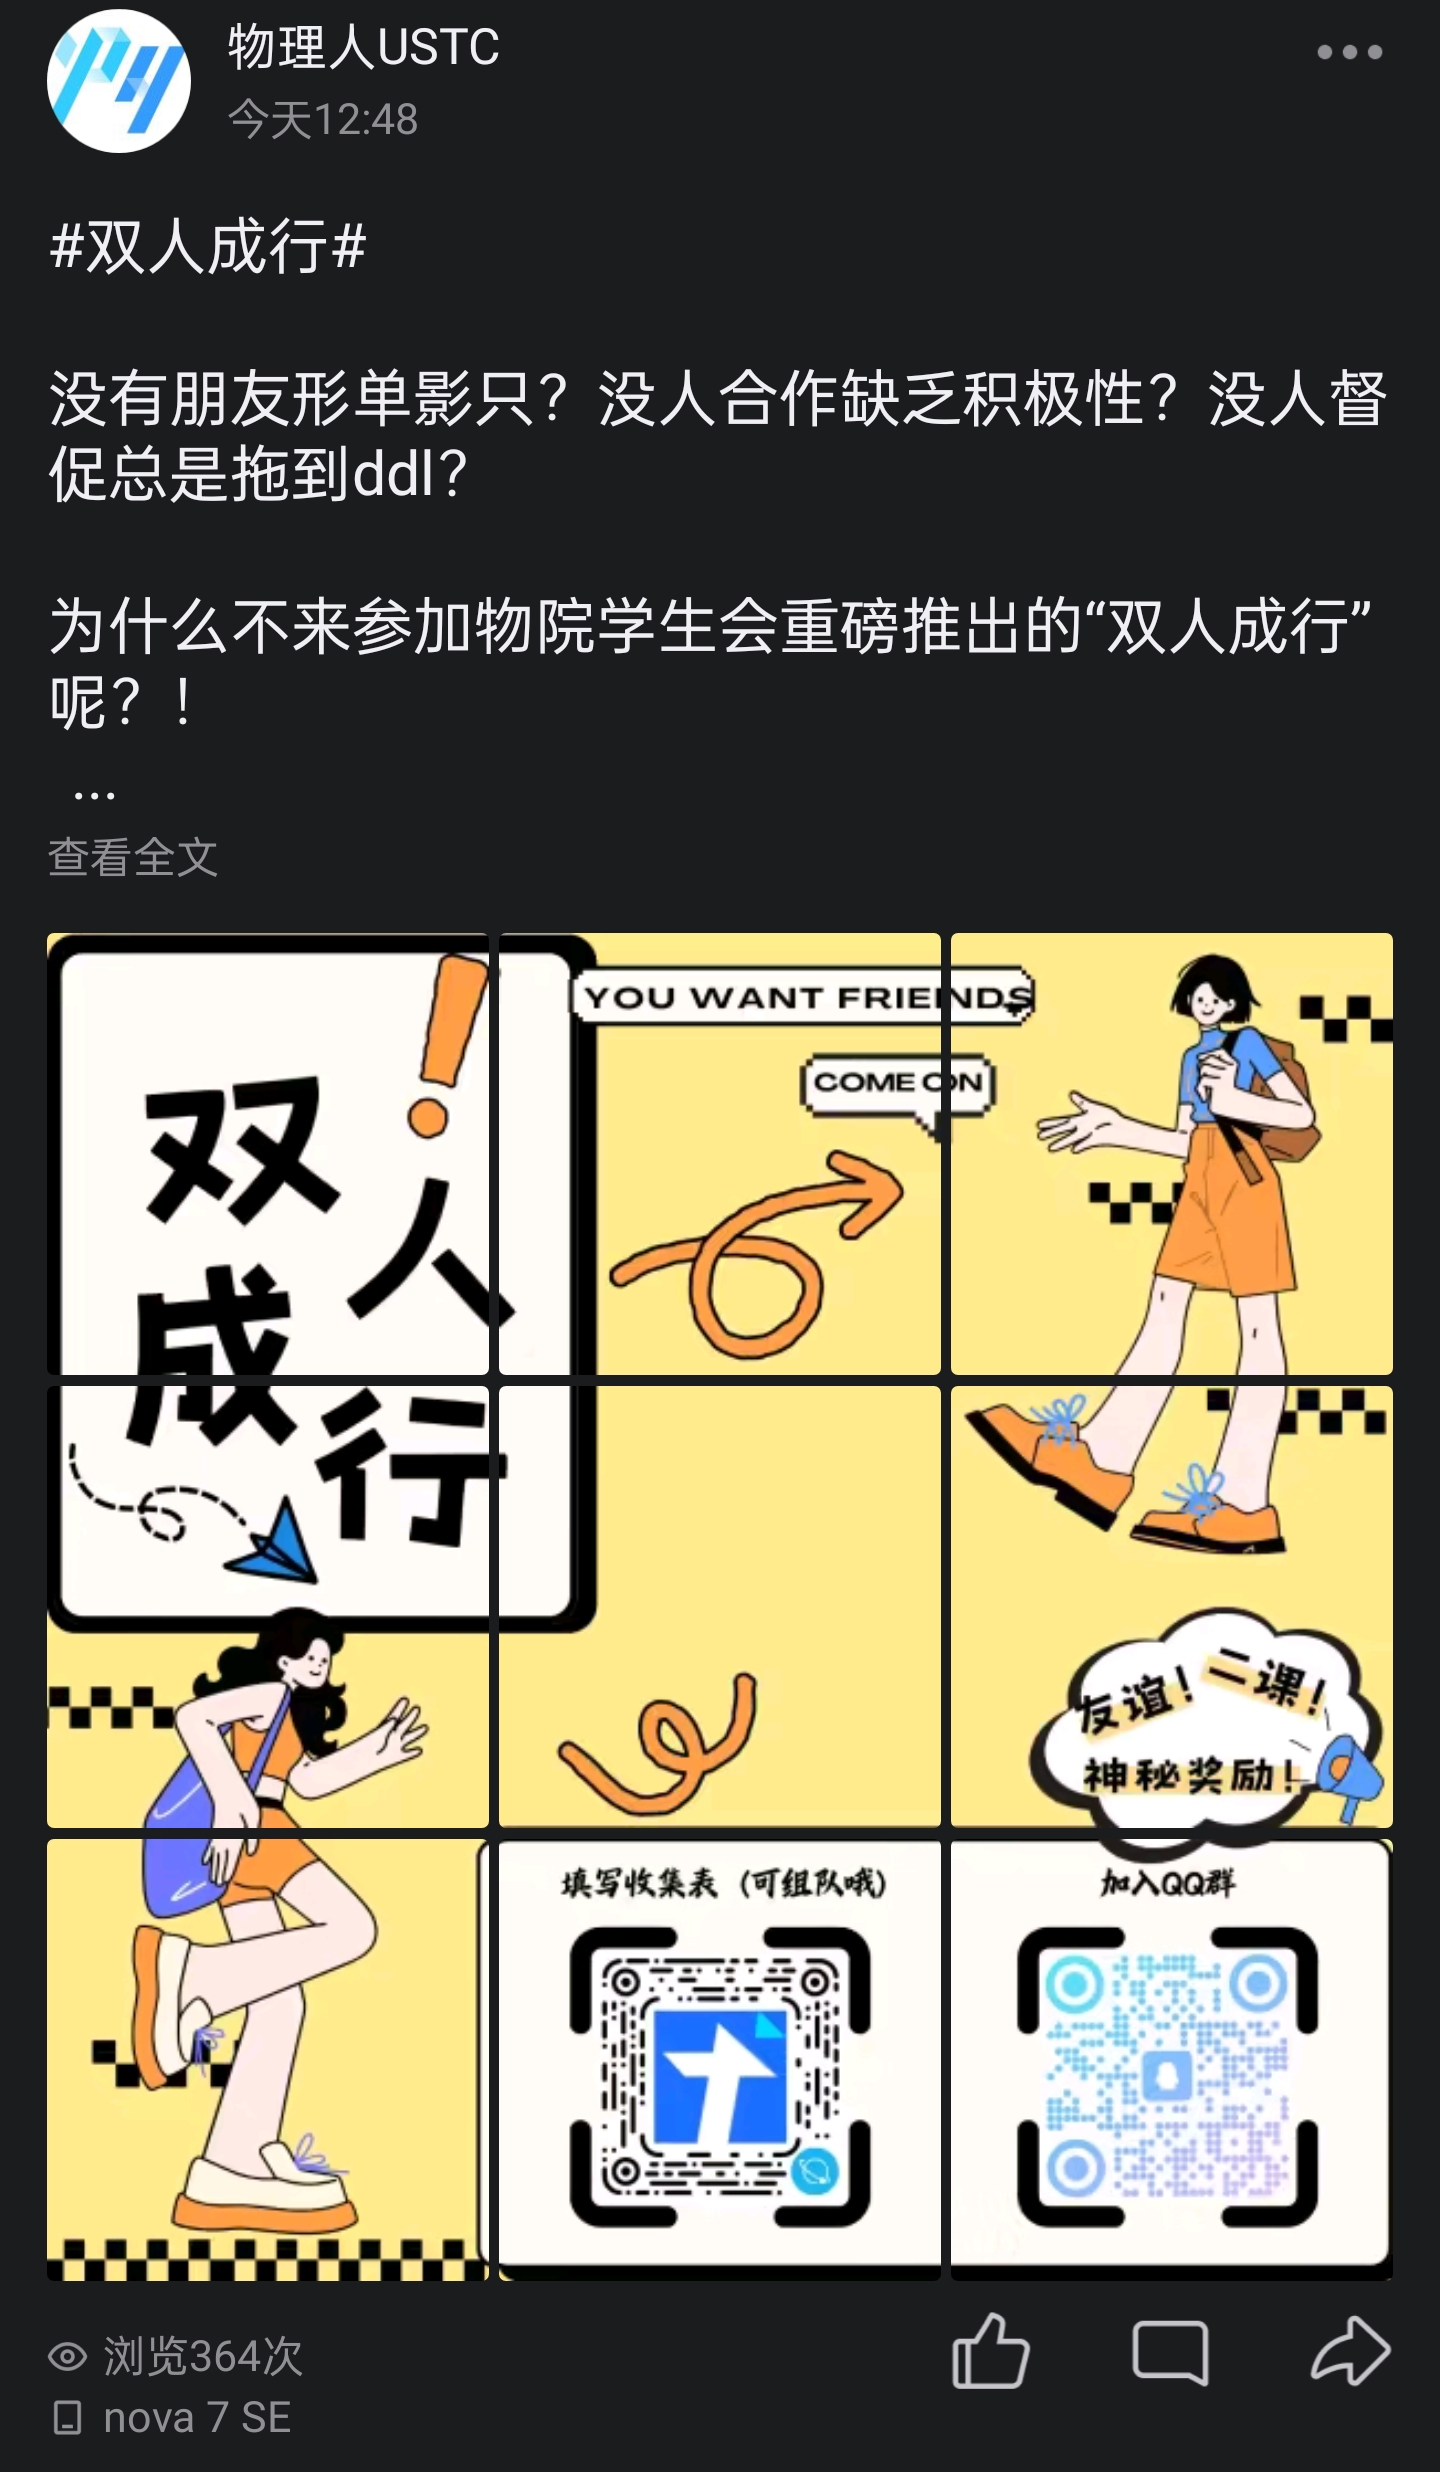 物理人USTC
今天12:48
#双人成行#
没有朋友形单影只？没人合作缺乏积极性？没人督
促总是拖到ddl？
为什么不来参加物院学生会重磅推出的“双人成行”
呢？！
...
查看全文
双人
成行
YOU WANT FRIENDS
COME ON
友谊！二课！
神秘奖励！
填写收集表（可组队哦）
加入QQ群
浏览364次
nova 7 SE